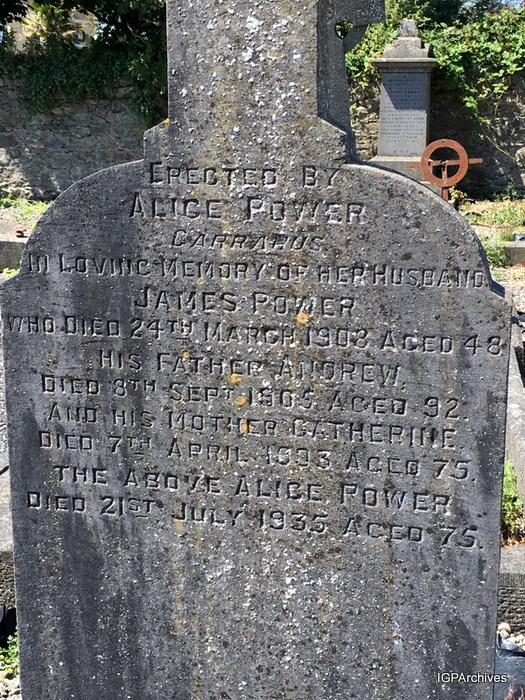 ERECTED BY
ALICE POWER
CARRARUS
IN LOVING MEMORY OF HER HUSBAND
JAMES POWER
WHO DIED 24TH MARCH 1908 AGED 48
HIS FATHER ANDREW,
DIED 8TH SEPT. 1905 AGED 92.
AND HIS MOTHER CATHERINE.
DIED 7TH APRIL AGED 75.
THE ABOVE ALICE POWER
DIED 21ST JULY 1935 AGED 75.
IGPArchives